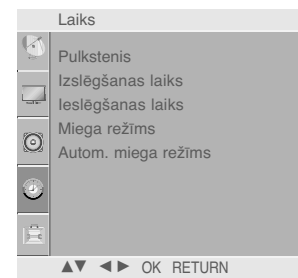 Laiks
Pulkstenis
Izslēgšanas laiks
Ieslēgšanas laiks
Miega režīms
Autom. miega režīms
▲▼ ◄► OK RETURN